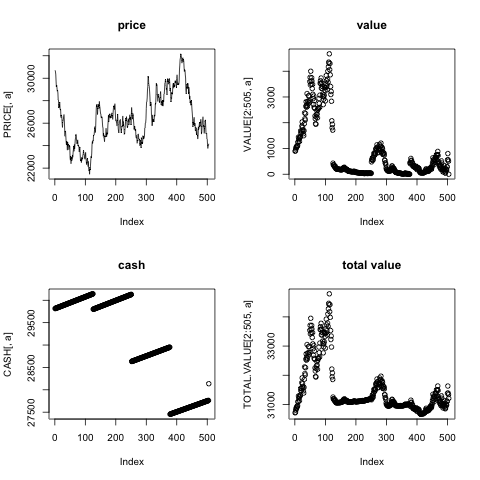 price
PRICE[, a]
22000 26000 30000
0 100 200 300 400 500
Index
value
VALUE[2:505, a]
0 1000 3000
0 100 200 300 400 500
Index
cash
CASH[, a]
27500 28500 29500
0 100 200 300 400 500
Index
total value
TOTAL.VALUE[2:505, a]
31000 33000
0 100 200 300 400 500
Index